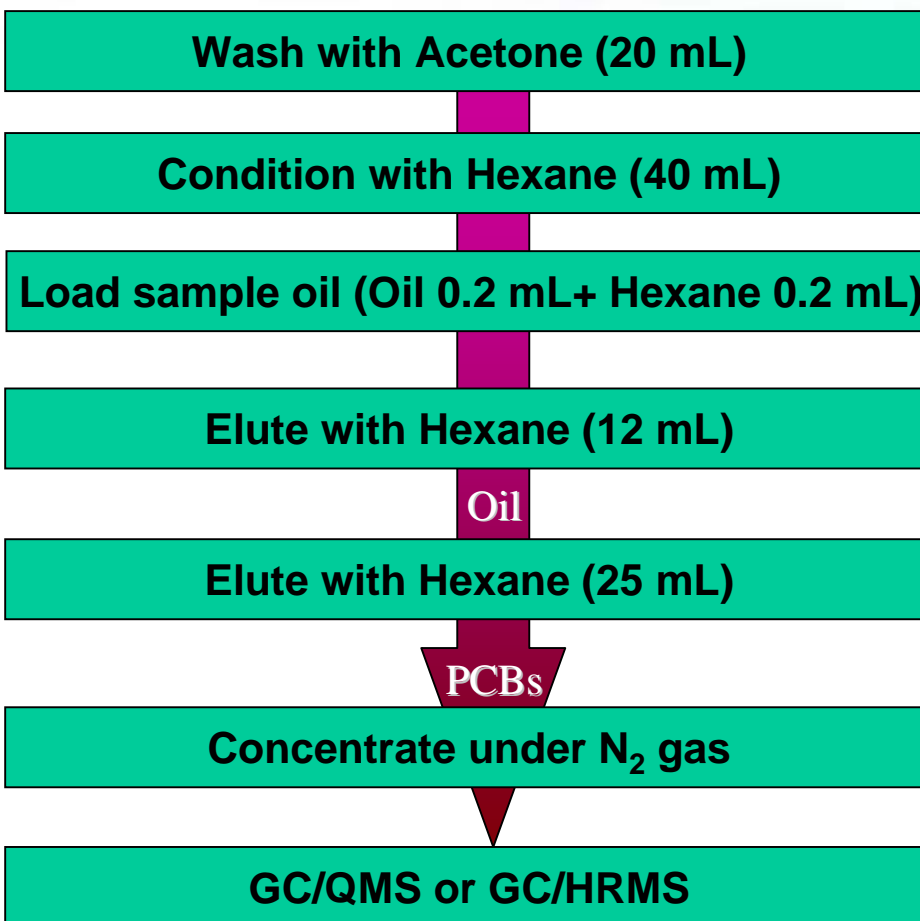 Wash with Acetone (20 mL)
Condition with Hexane (40 mL)
Load sample oil (Oil 0.2 mL+ Hexane 0.2 mL)
Elute with Hexane (12 mL)
Oil
Elute with Hexane (25 mL)
PCBs
Concentrate under N₂ gas
GC/QMS or GC/HRMS